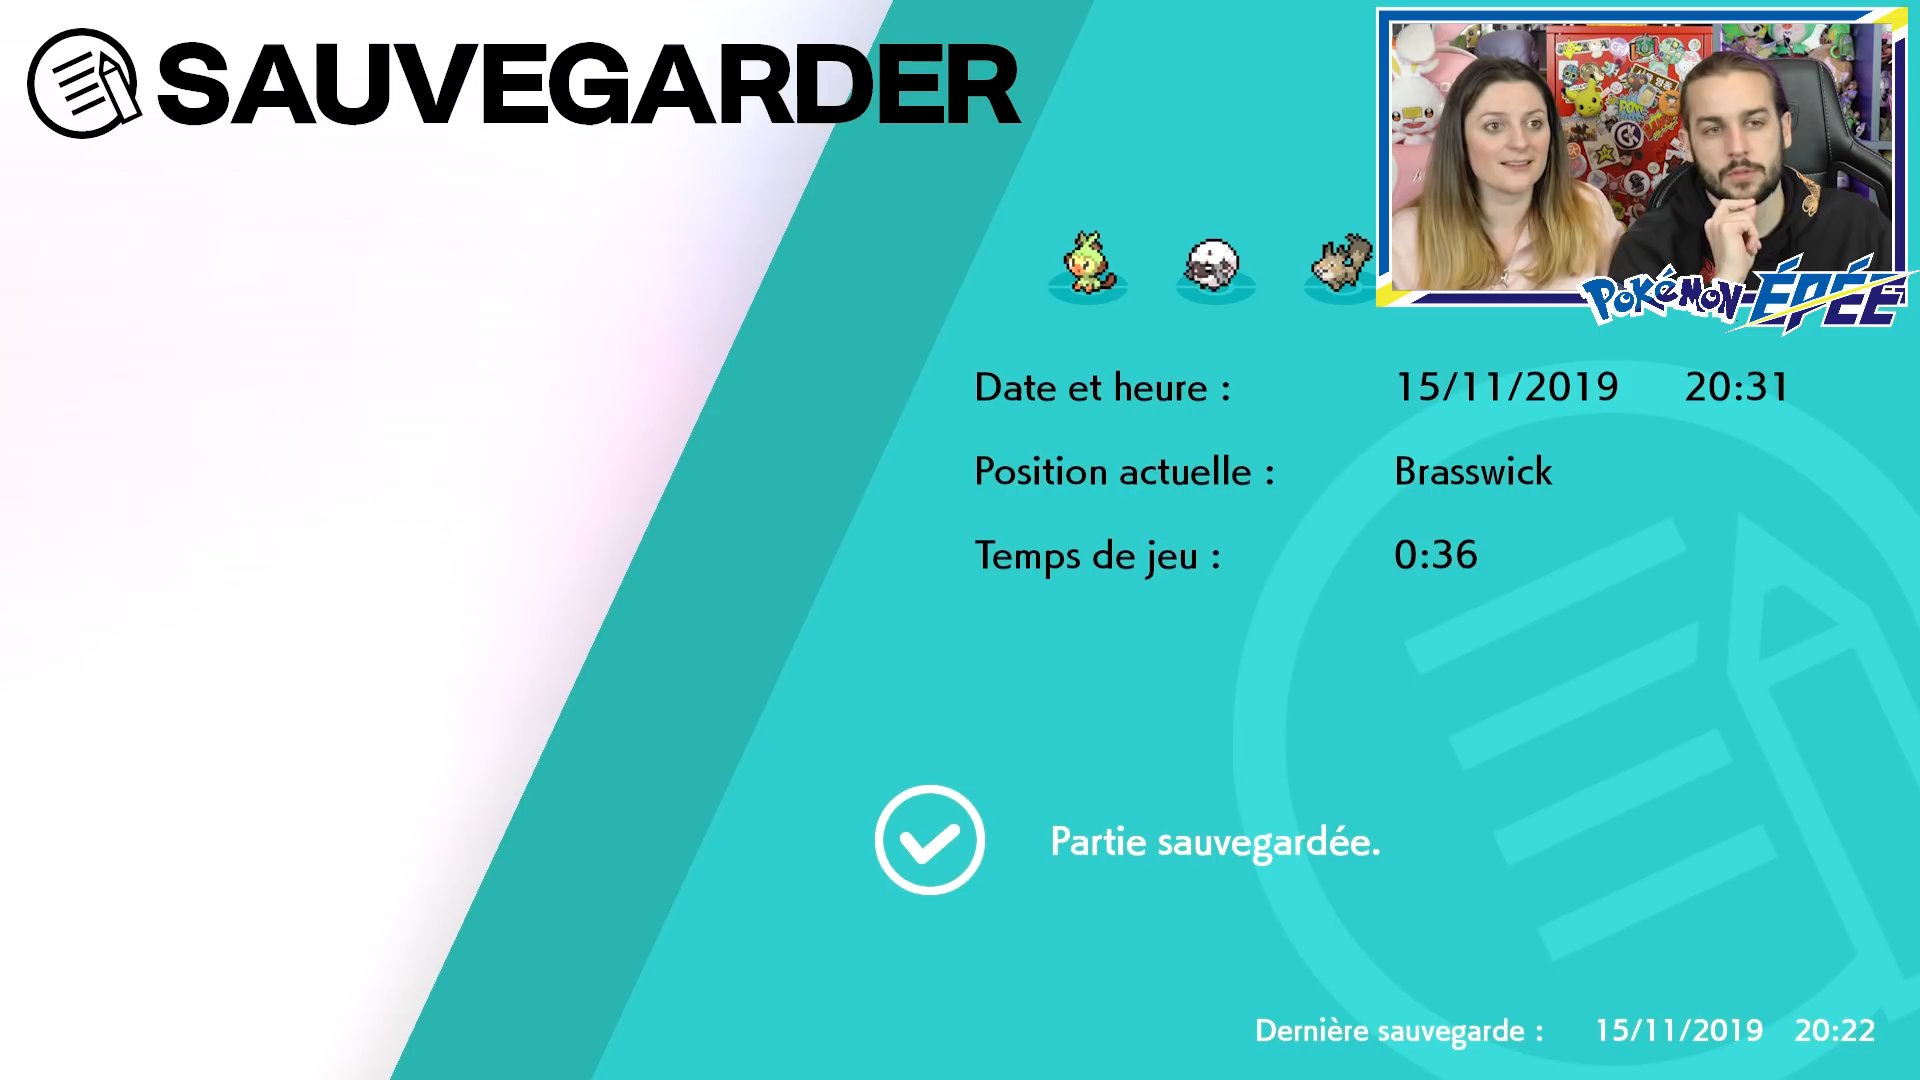 SAUVEGARDER
POKéMON
ÉPÉE
Date et heure : 15/11/2019 20:31
Position actuelle : Brasswick
Temps de jeu : 0:36
Partie sauvegardée.
Dernière sauvegarde : 15/11/2019 20:22